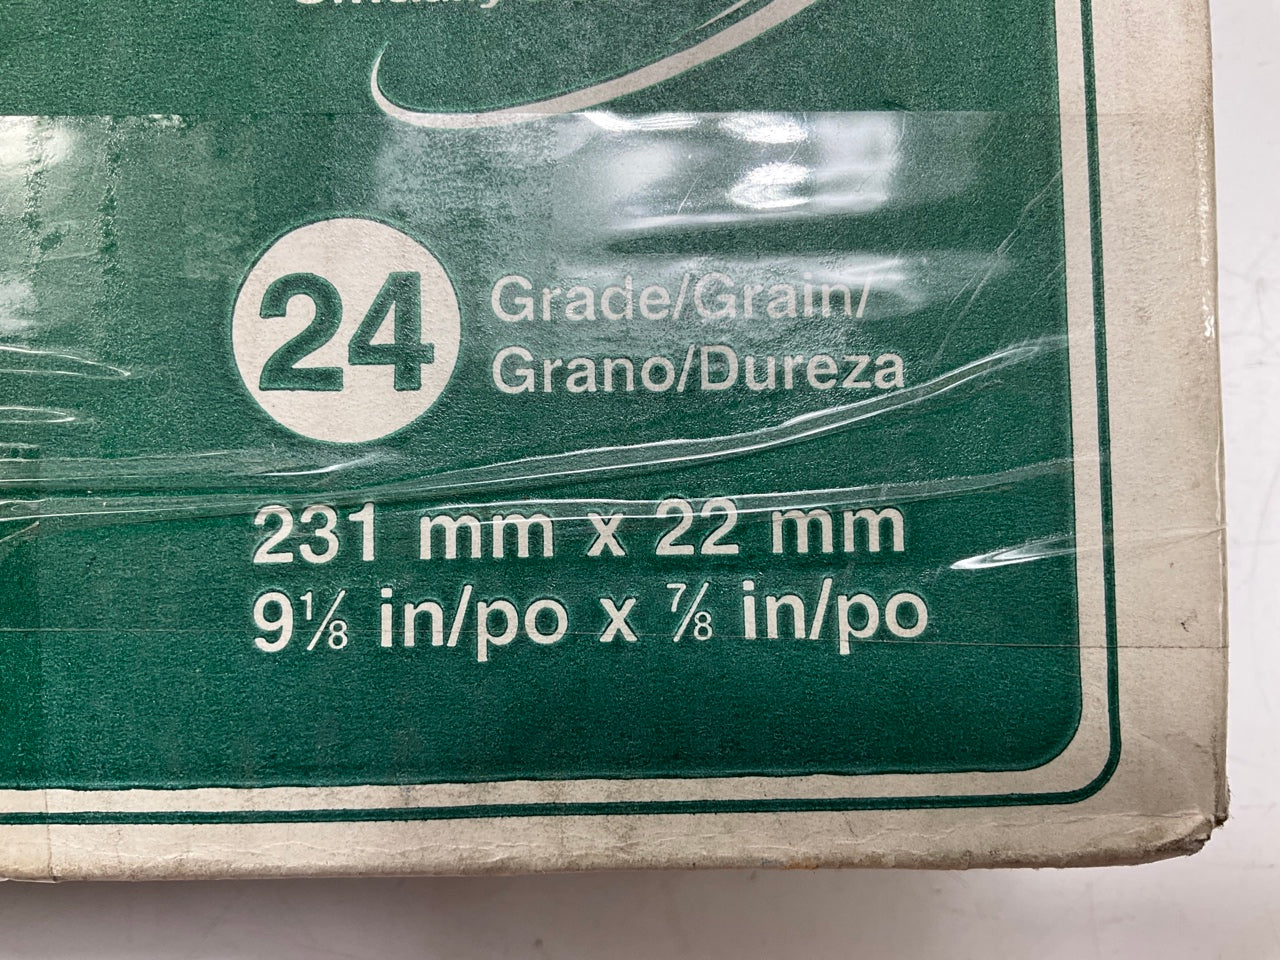 24
Grade/Grain/
Grano/Dureza
231 mm x 22 mm
9⅛ in/po x ⅞ in/po